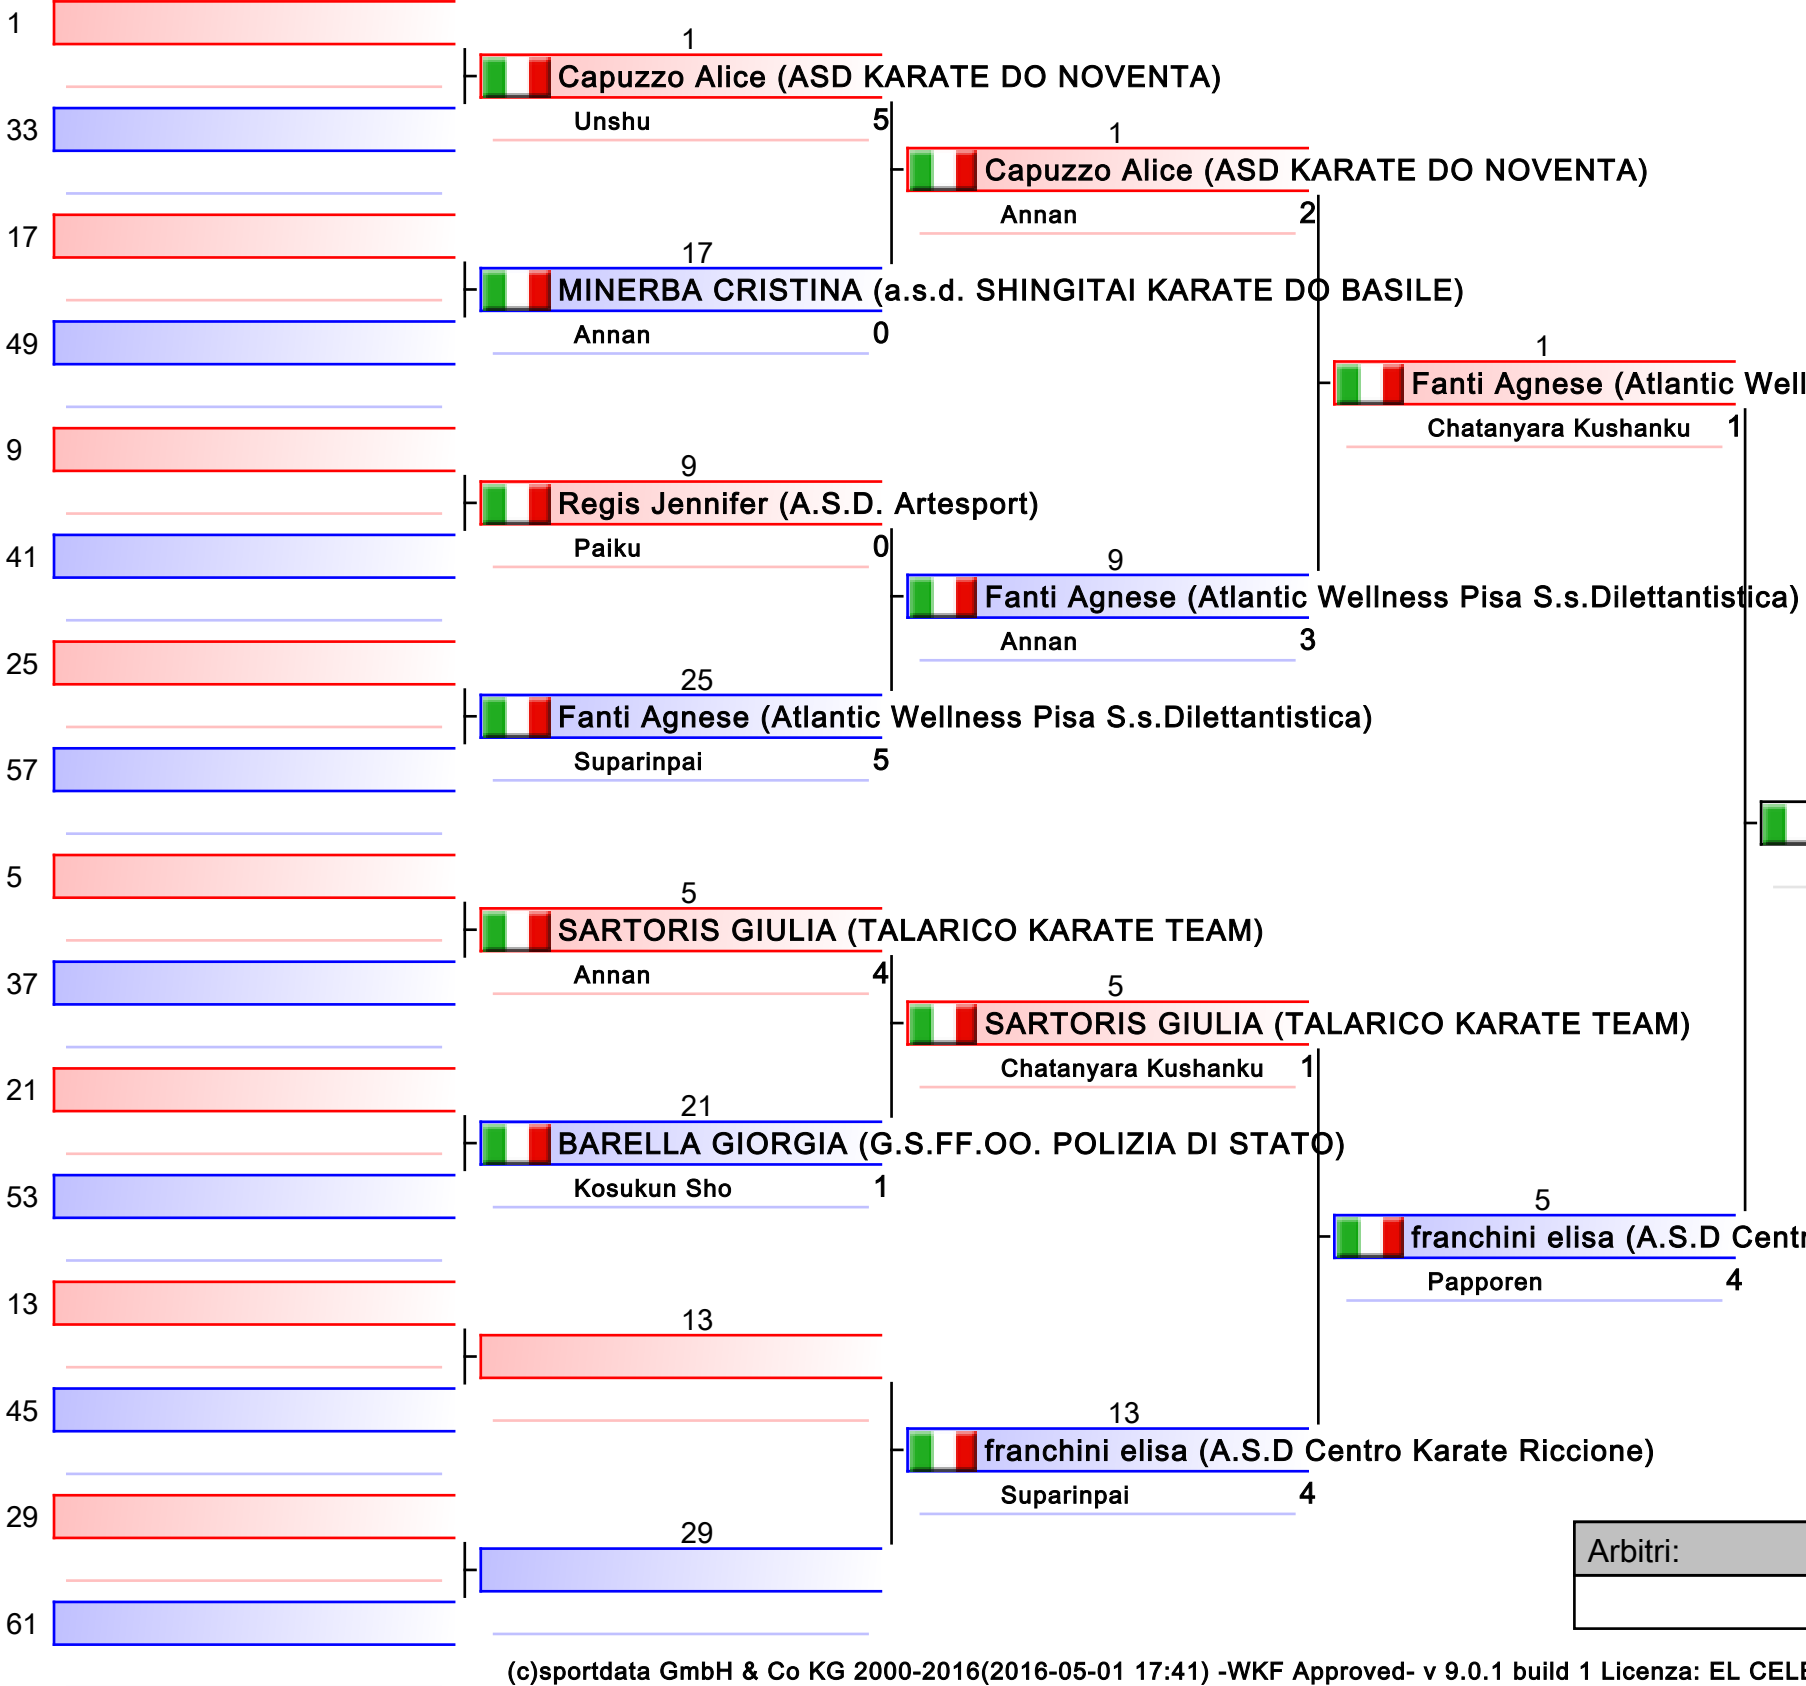 1
33
17
49
9
41
25
57
5
37
21
53
13
45
29
61
1
Capuzzo Alice (ASD KARATE DO NOVENTA)
Unshu 5
17
MINERBA CRISTINA (a.s.d. SHINGITAI KARATE DO BASILE)
Annan 0
9
Regis Jennifer (A.S.D. Artesport)
Paiku 0
25
Fanti Agnese (Atlantic Wellness Pisa S.s.Dilettantistica)
Suparinpai 5
5
SARTORIS GIULIA (TALARICO KARATE TEAM)
Annan 4
21
BARELLA GIORGIA (G.S.FF.OO. POLIZIA DI STATO)
Kosukun Sho 1
13
29
1
Capuzzo Alice (ASD KARATE DO NOVENTA)
Annan 2
9
Fanti Agnese (Atlantic Wellness Pisa S.s.Dilettantistica)
Annan 3
5
SARTORIS GIULIA (TALARICO KARATE TEAM)
Chatanyara Kushanku 1
13
franchini elisa (A.S.D Centro Karate Riccione)
Suparinpai 4
1
Fanti Agnese (Atlantic Well
Chatanyara Kushanku 1
5
franchini elisa (A.S.D Centr
Papporen 4
Arbitri:
(c)sportdata GmbH & Co KG 2000-2016(2016-05-01 17:41) -WKF Approved- v 9.0.1 build 1 Licenza: EL CELE